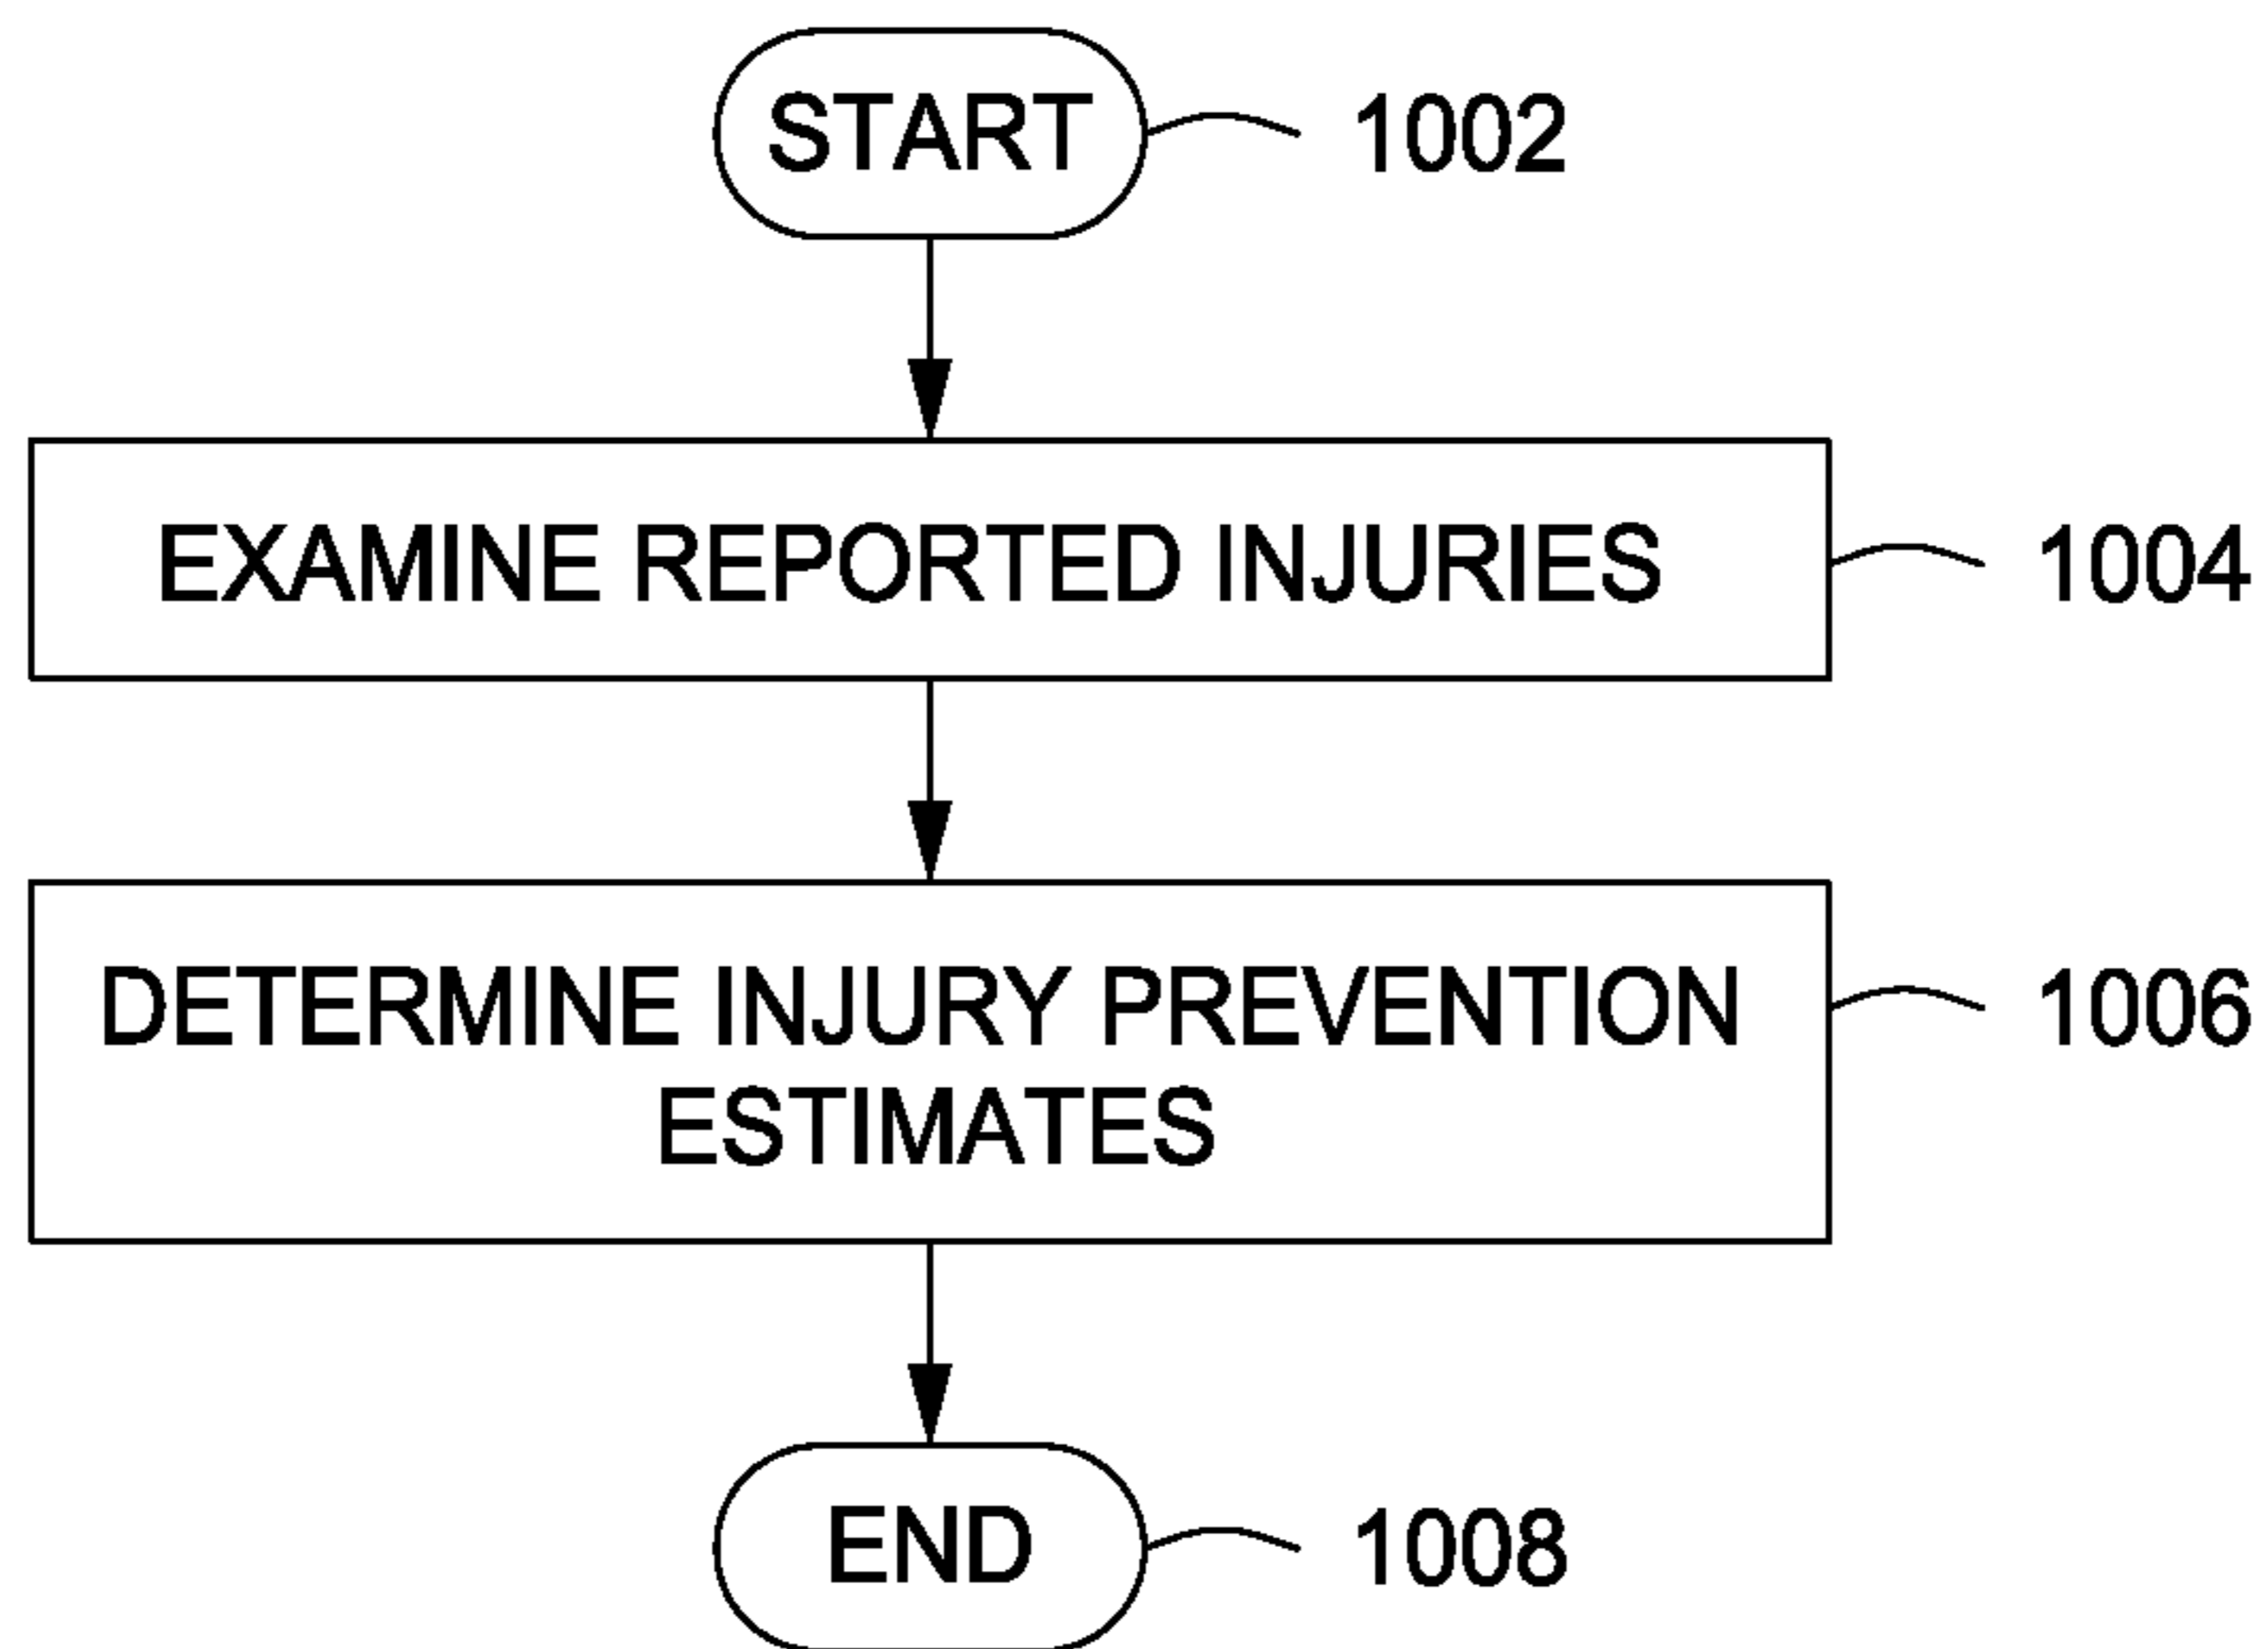 START 1002
EXAMINE REPORTED INJURIES 1004
DETERMINE INJURY PREVENTION 1006
ESTIMATES
END 1008